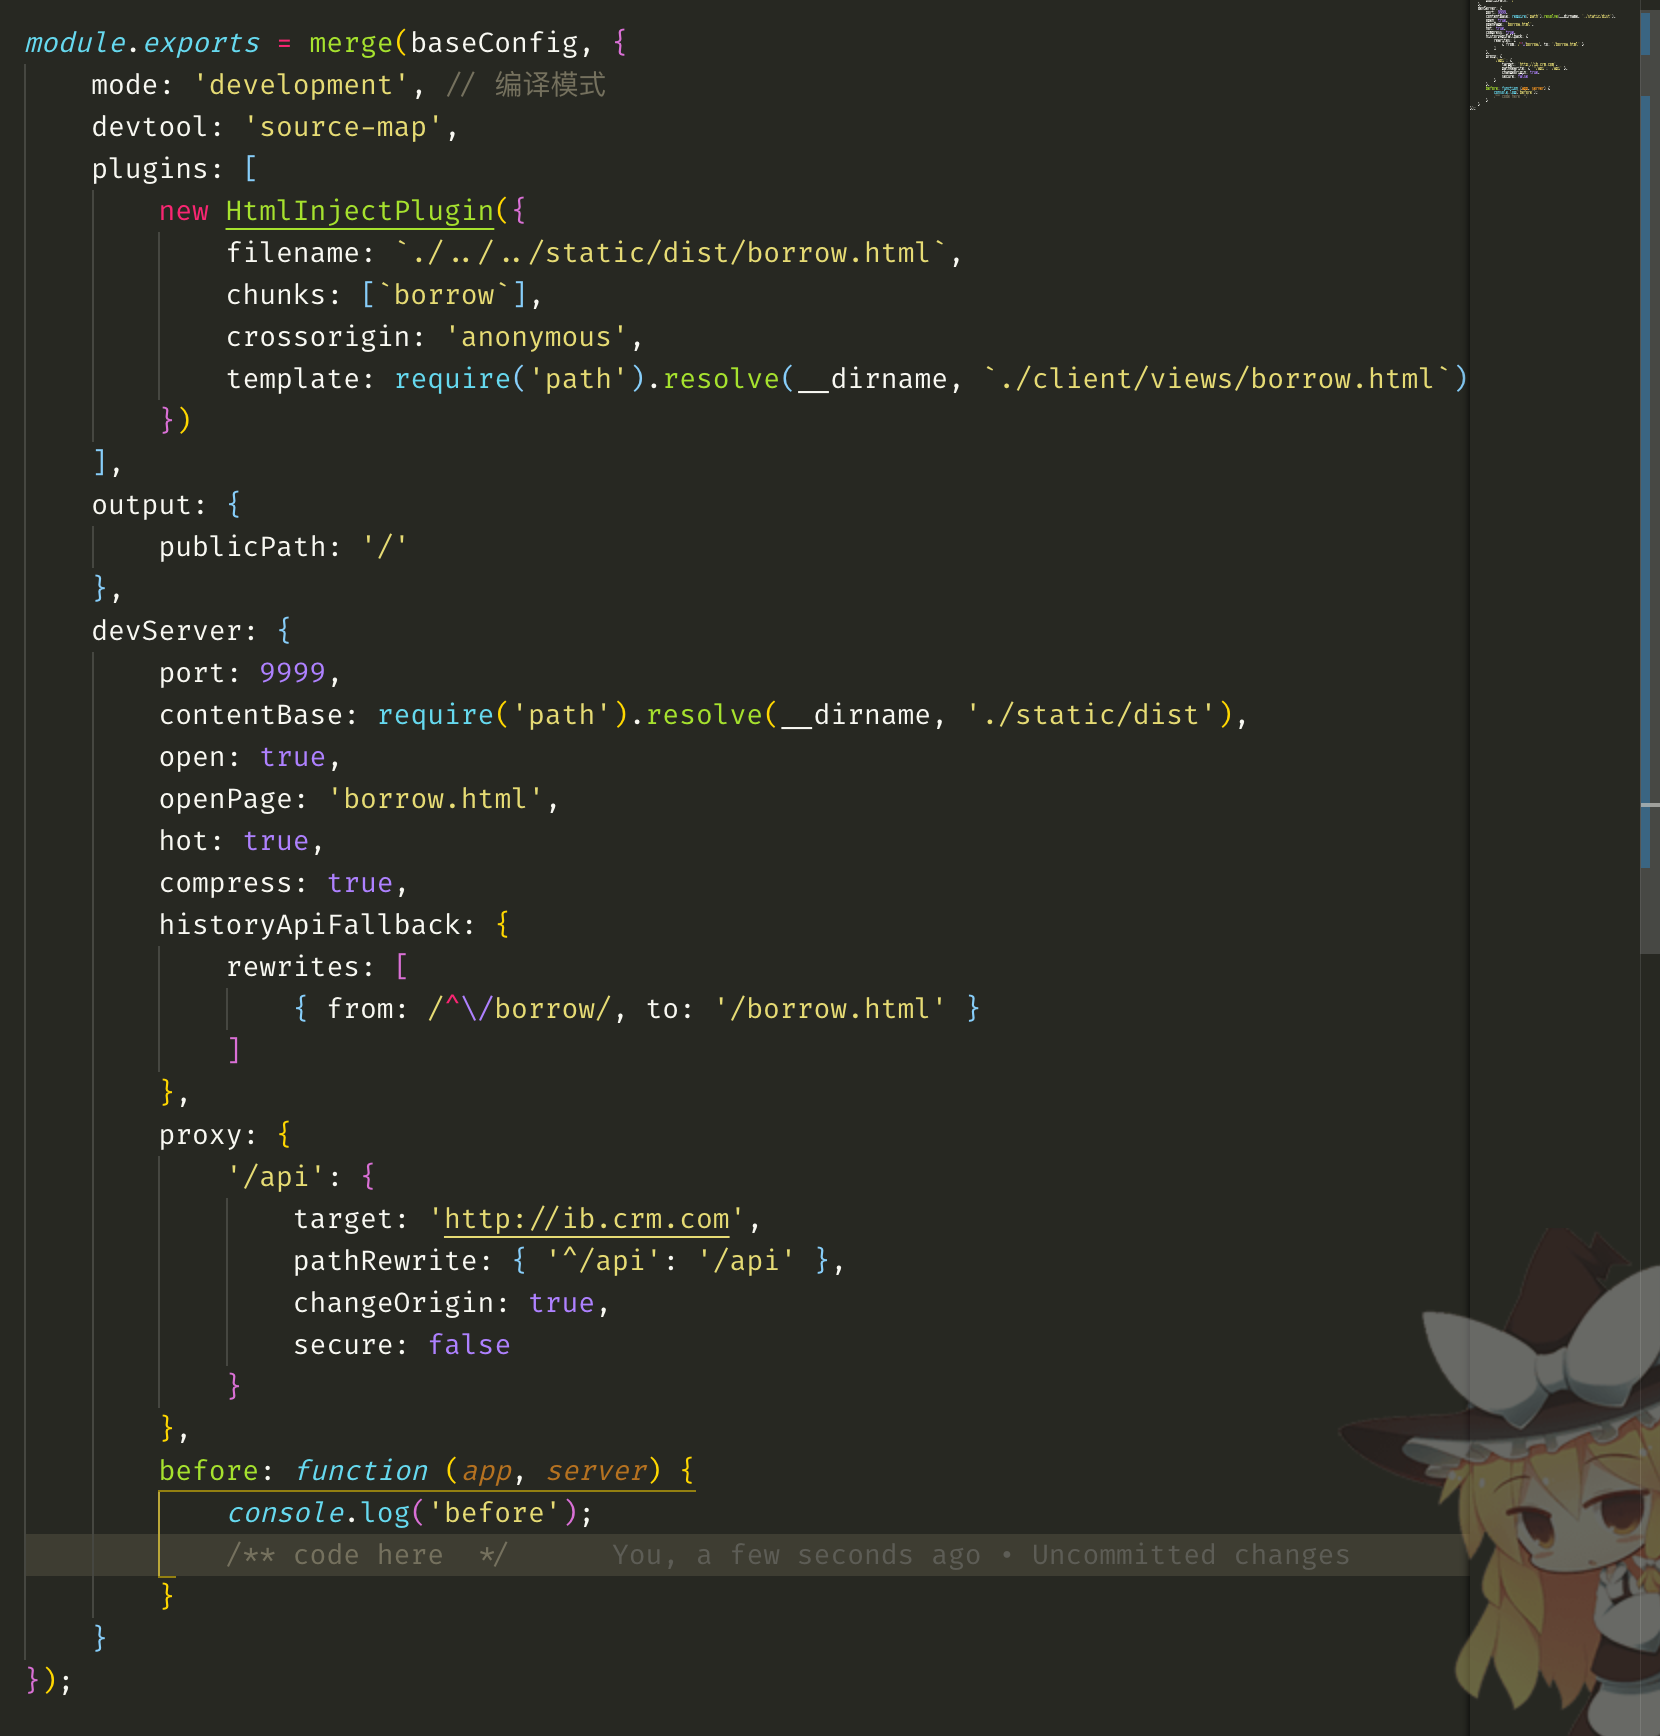 module.exports = merge(baseConfig, {
    mode: 'development', // 编译模式
    devtool: 'source-map',
    plugins: [
        new HtmlInjectPlugin({
            filename: `./../../static/dist/borrow.html`,
            chunks: [`borrow`],
            crossorigin: 'anonymous',
            template: require('path').resolve(__dirname, `./client/views/borrow.html`)
        })
    ],
    output: {
        publicPath: '/'
    },
    devServer: {
        port: 9999,
        contentBase: require('path').resolve(__dirname, './static/dist'),
        open: true,
        openPage: 'borrow.html',
        hot: true,
        compress: true,
        historyApiFallback: {
            rewrites: [
                { from: /^\/borrow/, to: '/borrow.html' }
            ]
        },
        proxy: {
            '/api': {
                target: 'http://ib.crm.com',
                pathRewrite: { '^/api': '/api' },
                changeOrigin: true,
                secure: false
            }
        },
        before: function (app, server) {
            console.log('before');
            /** code here  */      You, a few seconds ago • Uncommitted changes
        }
    }
});